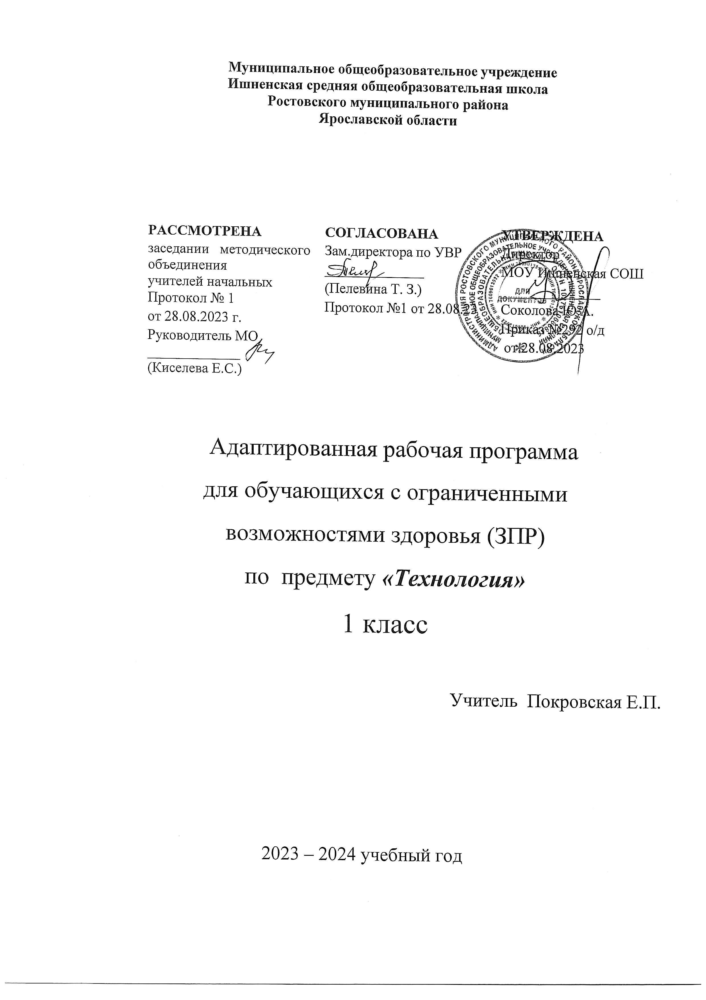 Муниципальное общеобразовательное учреждение
Ишненская средняя общеобразовательная школа
Ростовского муниципального района
Ярославской области
РАССМОТРЕНА
заседании методического
объединения
учителей начальных
Протокол № 1
от 28.08.2023 г.
Руководитель МО
(Киселева Е.С.)
СОГЛАСОВАНА
Зам.директора по УВР
(Пелевина Т. З.)
Протокол №1 от 28.08.23
УТВЕРЖДЕНА
Директор
МОУ Ишненская СОШ
Соколова Ю.А.
Приказ №292 о/д
от 28.08.2023
ДЛЯ
ДОКУМЕНТОВ
Адаптированная рабочая программа
для обучающихся с ограниченными
возможностями здоровья (ЗПР)
по предмету «Технология»
1 класс
Учитель Покровская Е.П.
2023 – 2024 учебный год